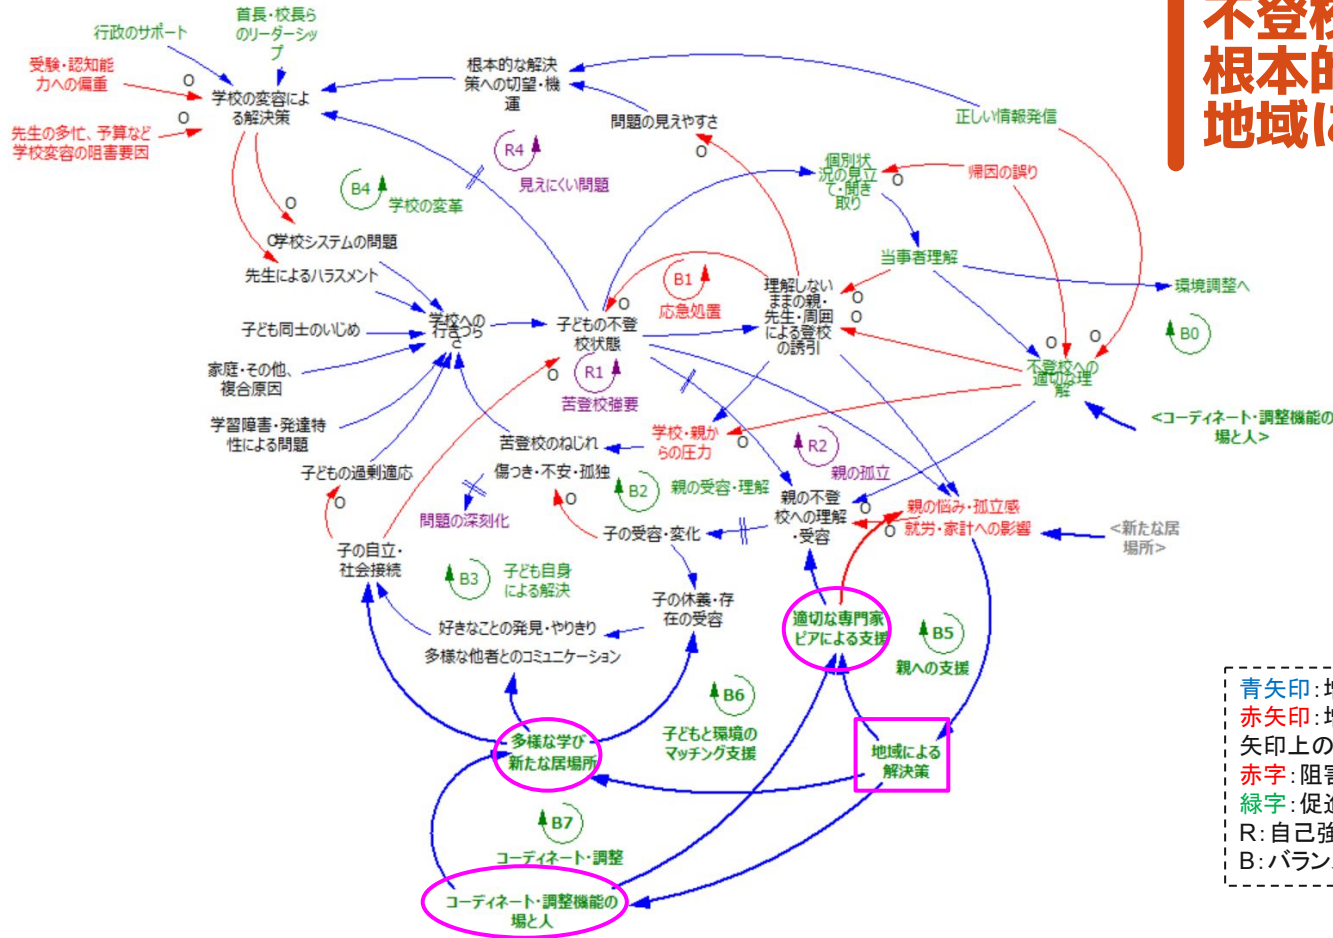 不登校
根本的
地域に
行政のサポート
首長・校長ら
のリーダーシッ
プ
受験・認知能
力への偏重
O
学校の変容によ
る解決策
O
先生の多忙、予算など
学校変容の阻害要因
根本的な解決
策への切望・機
運
問題の見えやすさ
O
正しい情報発信
R4
見えにくい問題
B4
学校の変革
個別状
況の見立
て・聞き
取り
O
帰因の誤り
O
O
学校システムの問題
先生によるハラスメント
当事者理解
環境調整へ
B0
B1
応急処置
理解しない
ままの親・
先生・周囲
による登校
の誘引
O
O
子ども同士のいじめ
学校への
行きづら
さ
子どもの不登
校状態
O
O
O
不登校への
適切な理
解
家庭・その他、
複合原因
O
R1
苦登校強要
学習障害・発達特
性による問題
<コーディネート・調整機能の
場と人>
学校・親か
らの圧力
O
苦登校のねじれ
傷つき・不安・孤独
O
R2
親の孤立
子どもの過剰適応
O
B2
親の受容・理解
問題の深刻化
親の不登
校への理解
・受容
O
O
親の悩み・孤立感
就労・家計への影響
<新たな居
場所>
子の受容・変化
子の自立・
社会接続
B3
子ども自身
による解決
子の休養・存
在の受容
好きなことの発見・やりきり
多様な他者とのコミュニケーション
適切な専門家
ピアによる支援
B5
親への支援
B6
子どもと環境の
マッチング支援
多様な学び
新たな居場所
地域による
解決策
B7
コーディネート・調整
コーディネート・調整機能の
場と人
青矢印:増
赤矢印:増
矢印上の
赤字:阻害
緑字:促進
R:自己強
B:バラン